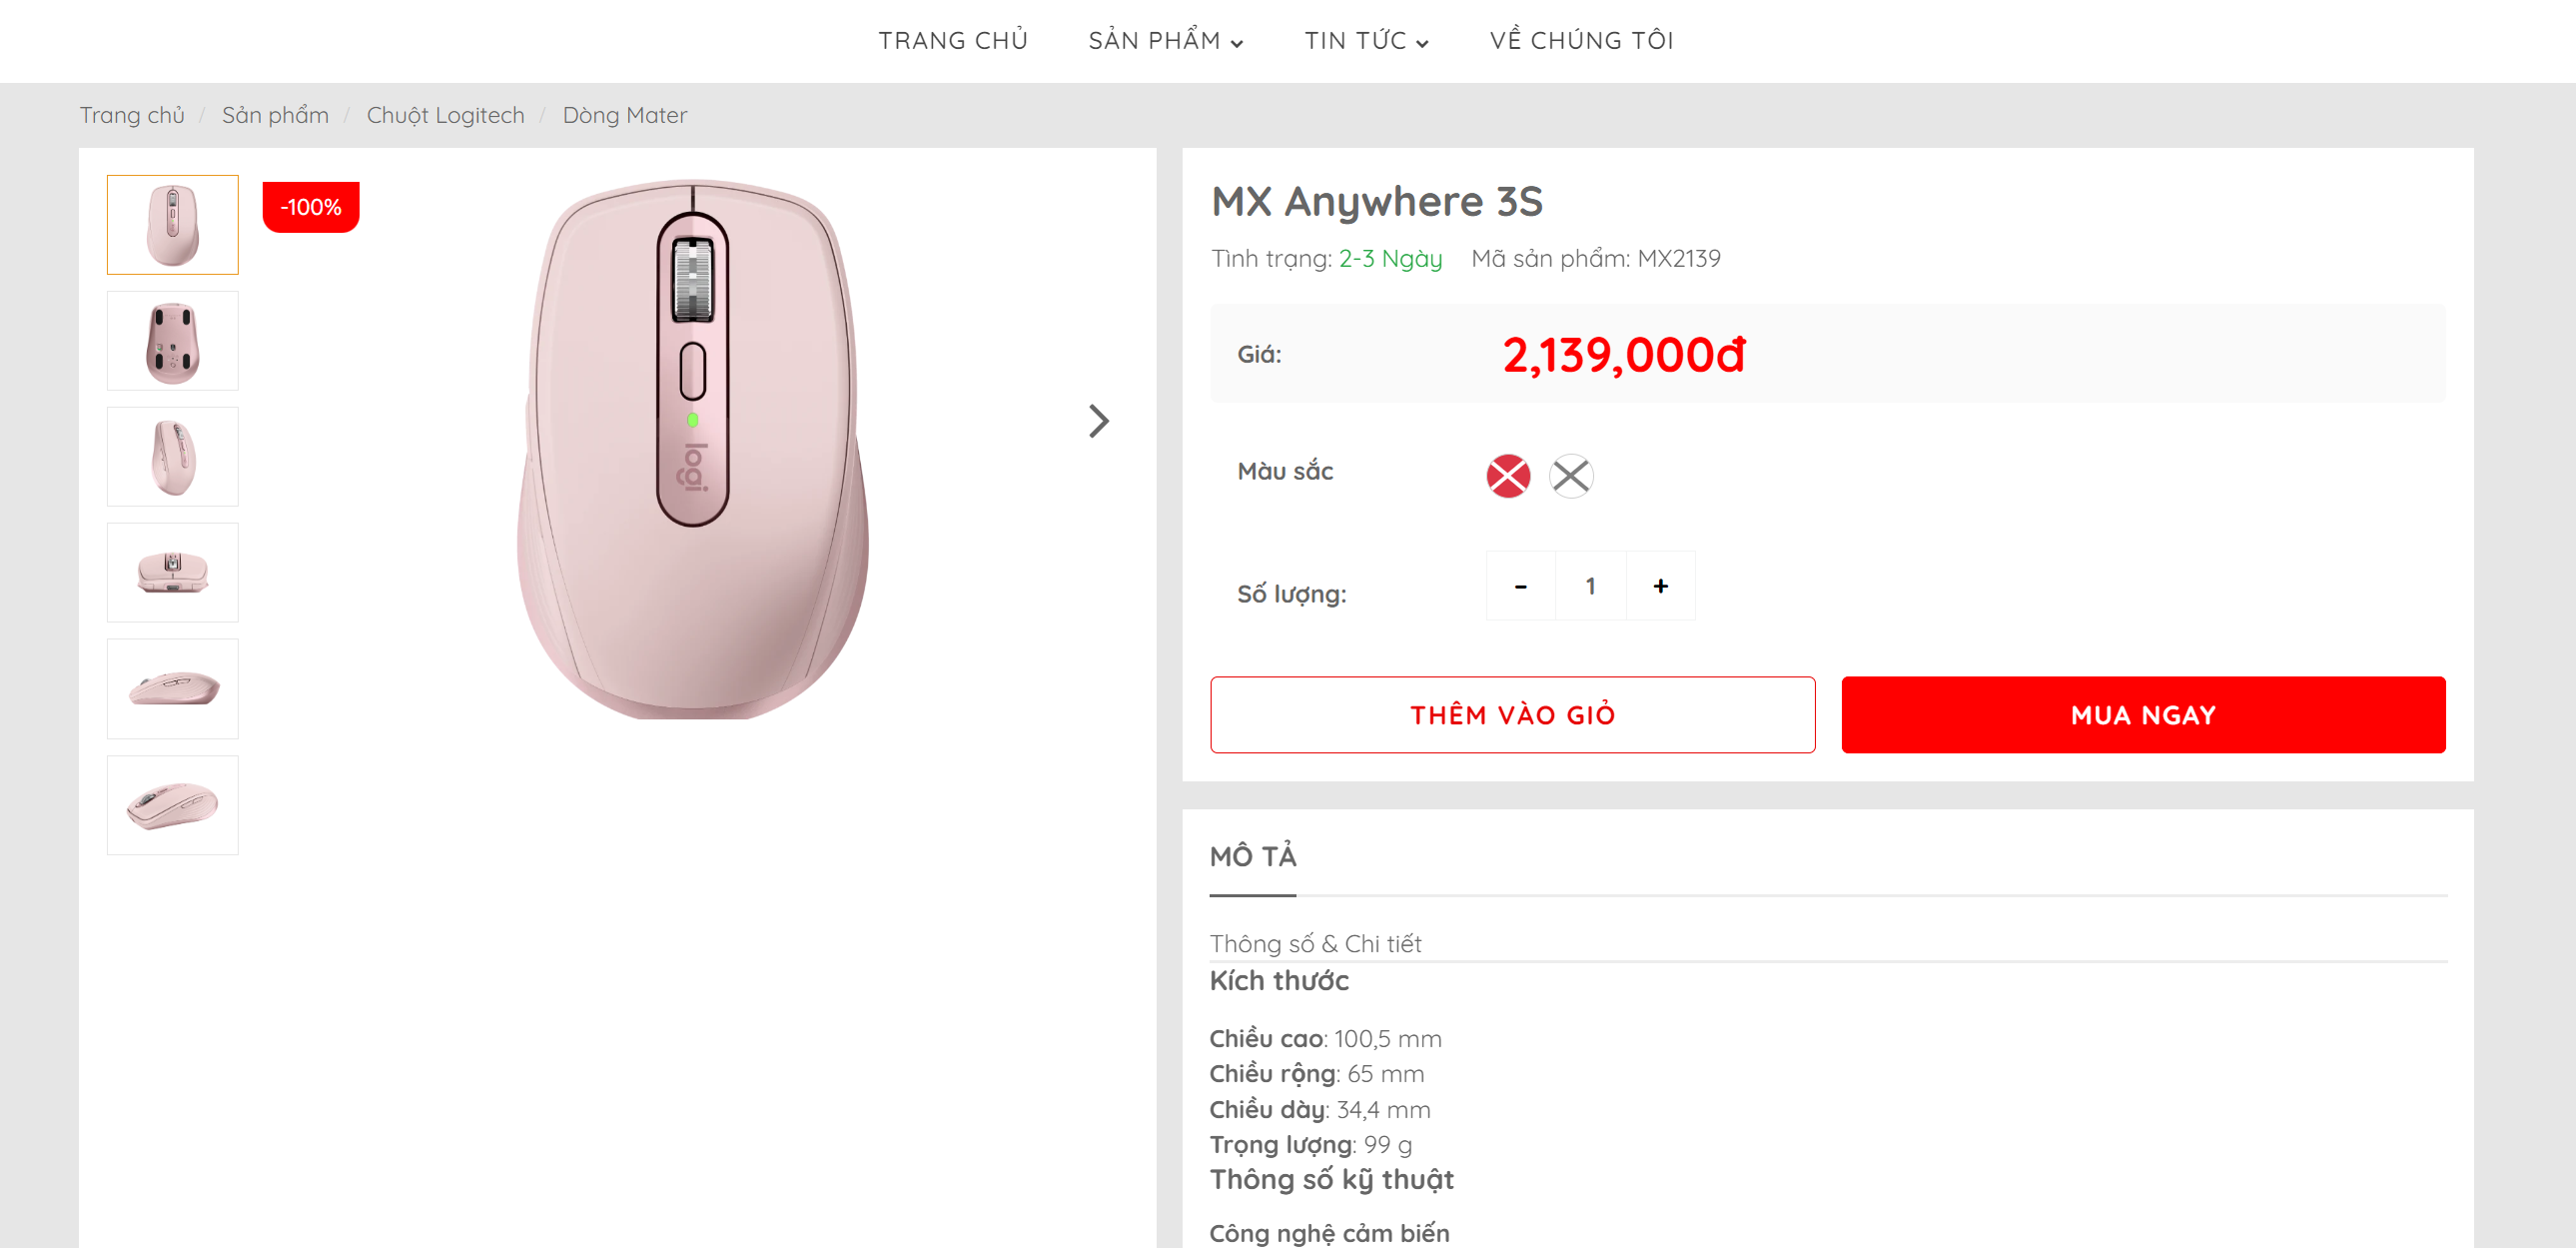 TRANG CHỦ SẢN PHẨM TIN TỨC VỀ CHÚNG TÔI
Trang chủ / Sản phẩm / Chuột Logitech / Dòng Mater
-100%
logi
MX Anywhere 3S
Tình trạng: 2-3 Ngày Mã sản phẩm: MX2139
Giá: 2,139,000đ
Màu sắc
Số lượng: - 1 +
THÊM VÀO GIỎ MUA NGAY
MÔ TẢ
Thông số & Chi tiết
Kích thước
Chiều cao: 100,5 mm
Chiều rộng: 65 mm
Chiều dày: 34,4 mm
Trọng lượng: 99 g
Thông số kỹ thuật
Công nghệ cảm biến